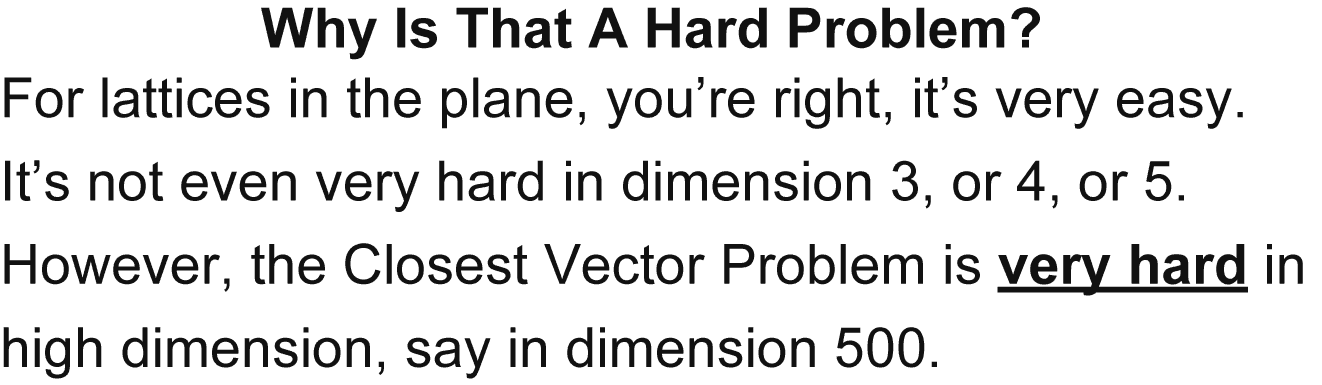 Why Is That A Hard Problem?
For lattices in the plane, you’re right, it’s very easy.
It’s not even very hard in dimension 3, or 4, or 5.
However, the Closest Vector Problem is very hard in
high dimension, say in dimension 500.